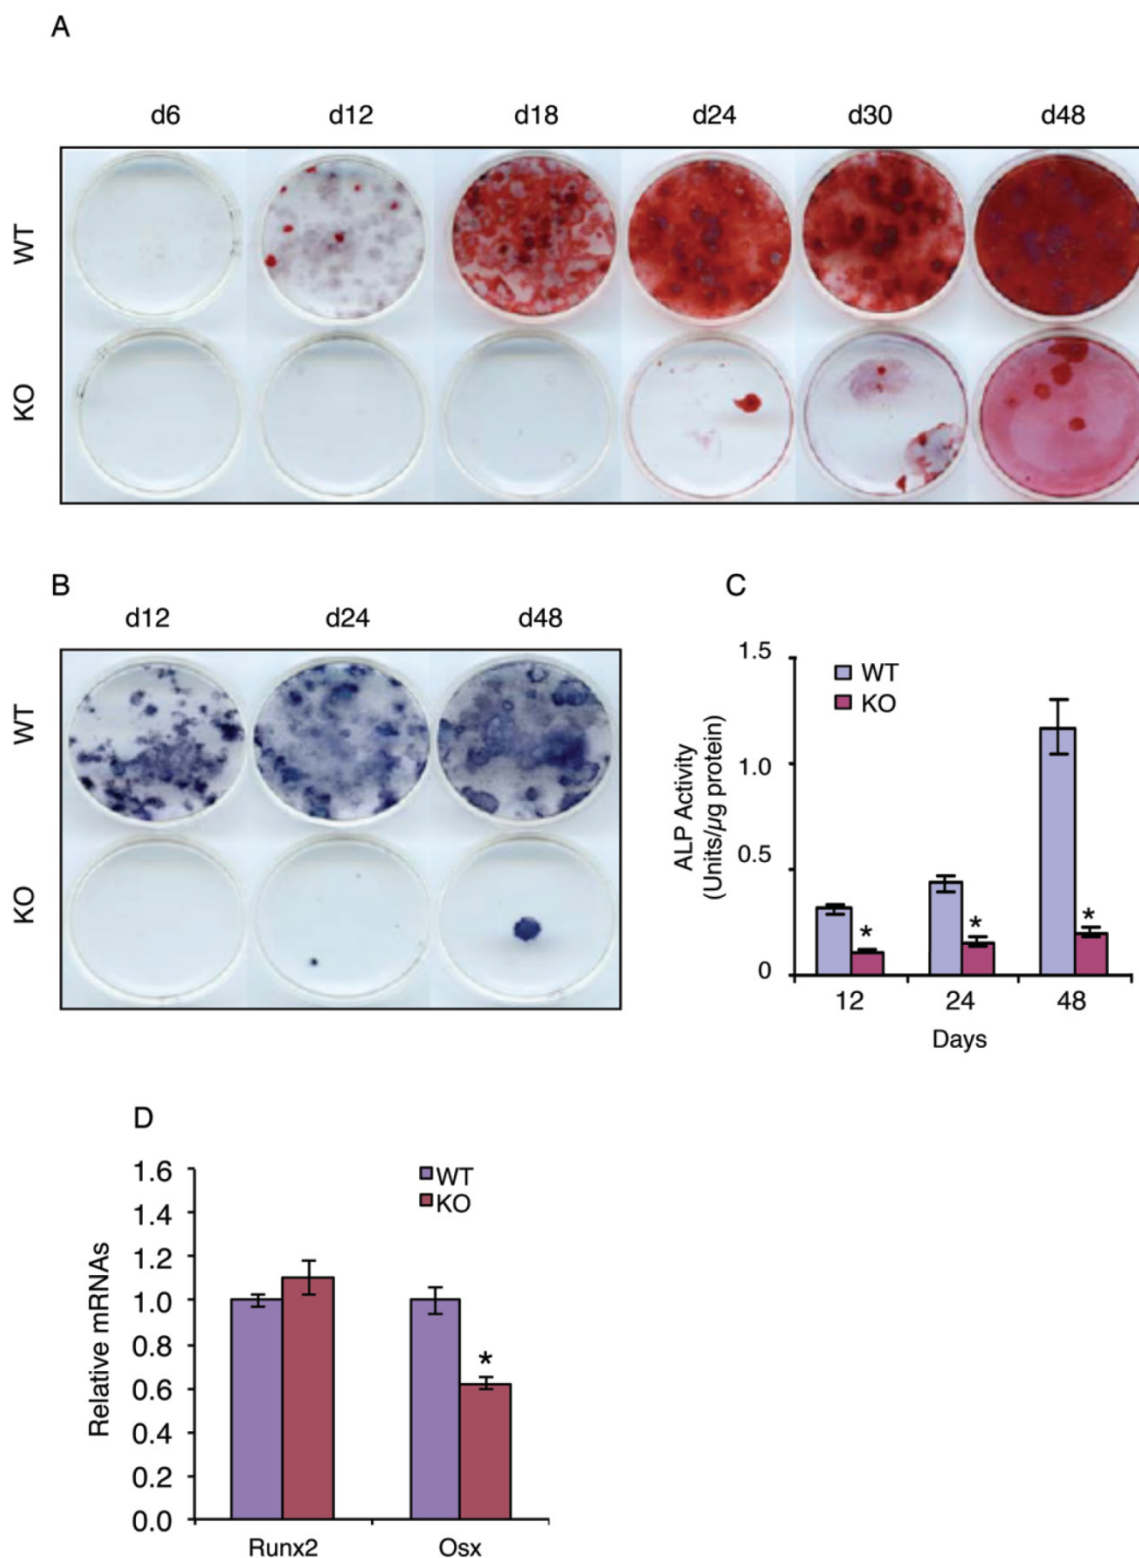 A
d6 d12 d18 d24 d30 d48
WT
KO
B
d12 d24 d48
WT
KO
C
1.5
1.0
0.5
0
ALP Activity
(Units/µg protein)
WT
KO
*
*
*
12 24 48
Days
D
1.6
1.4
1.2
1.0
0.8
0.6
0.4
0.2
0.0
Relative mRNAs
WT
KO
*
Runx2 Osx